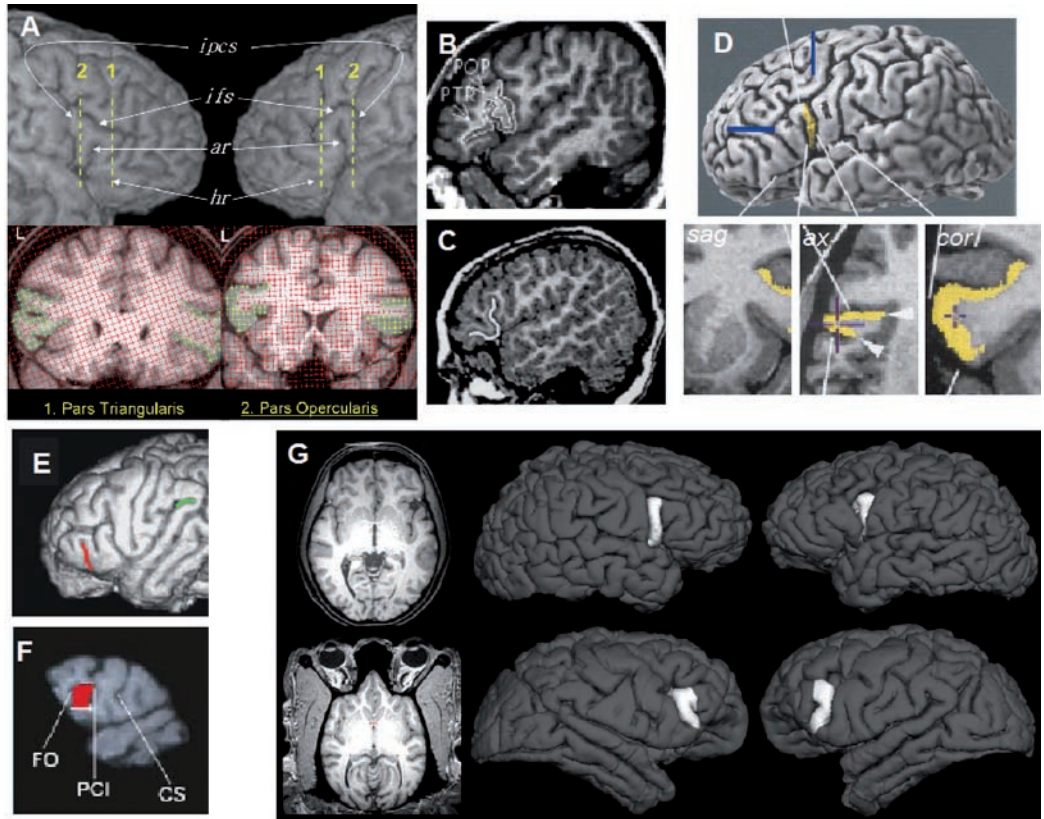 A
ipcs
2 1
1 2
ifs
ar
hr
L
L
1. Pars Triangularis
2. Pars Opercularis
B
POP
PTR
C
D
sag
ax
cor
E
F
FO
PCI
CS
G